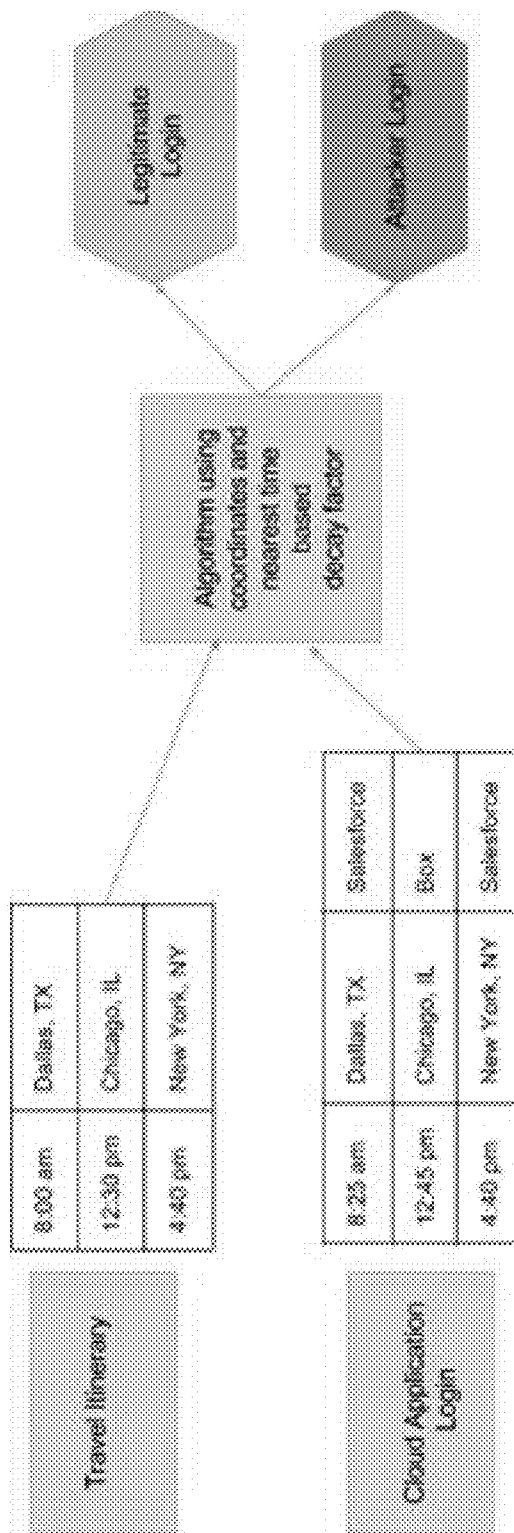 Travel Itinerary
8:00 am Dallas, TX
12:30 pm Chicago, IL
4:40 pm New York, NY
Cloud Application
Login
8:25 am Dallas, TX Salesforce
12:45 pm Chicago, IL Box
4:40 pm New York, NY Salesforce
Algorithm using
coordinates and
nearest time
based
decay factor
Legitimate
Login
Attacker Login